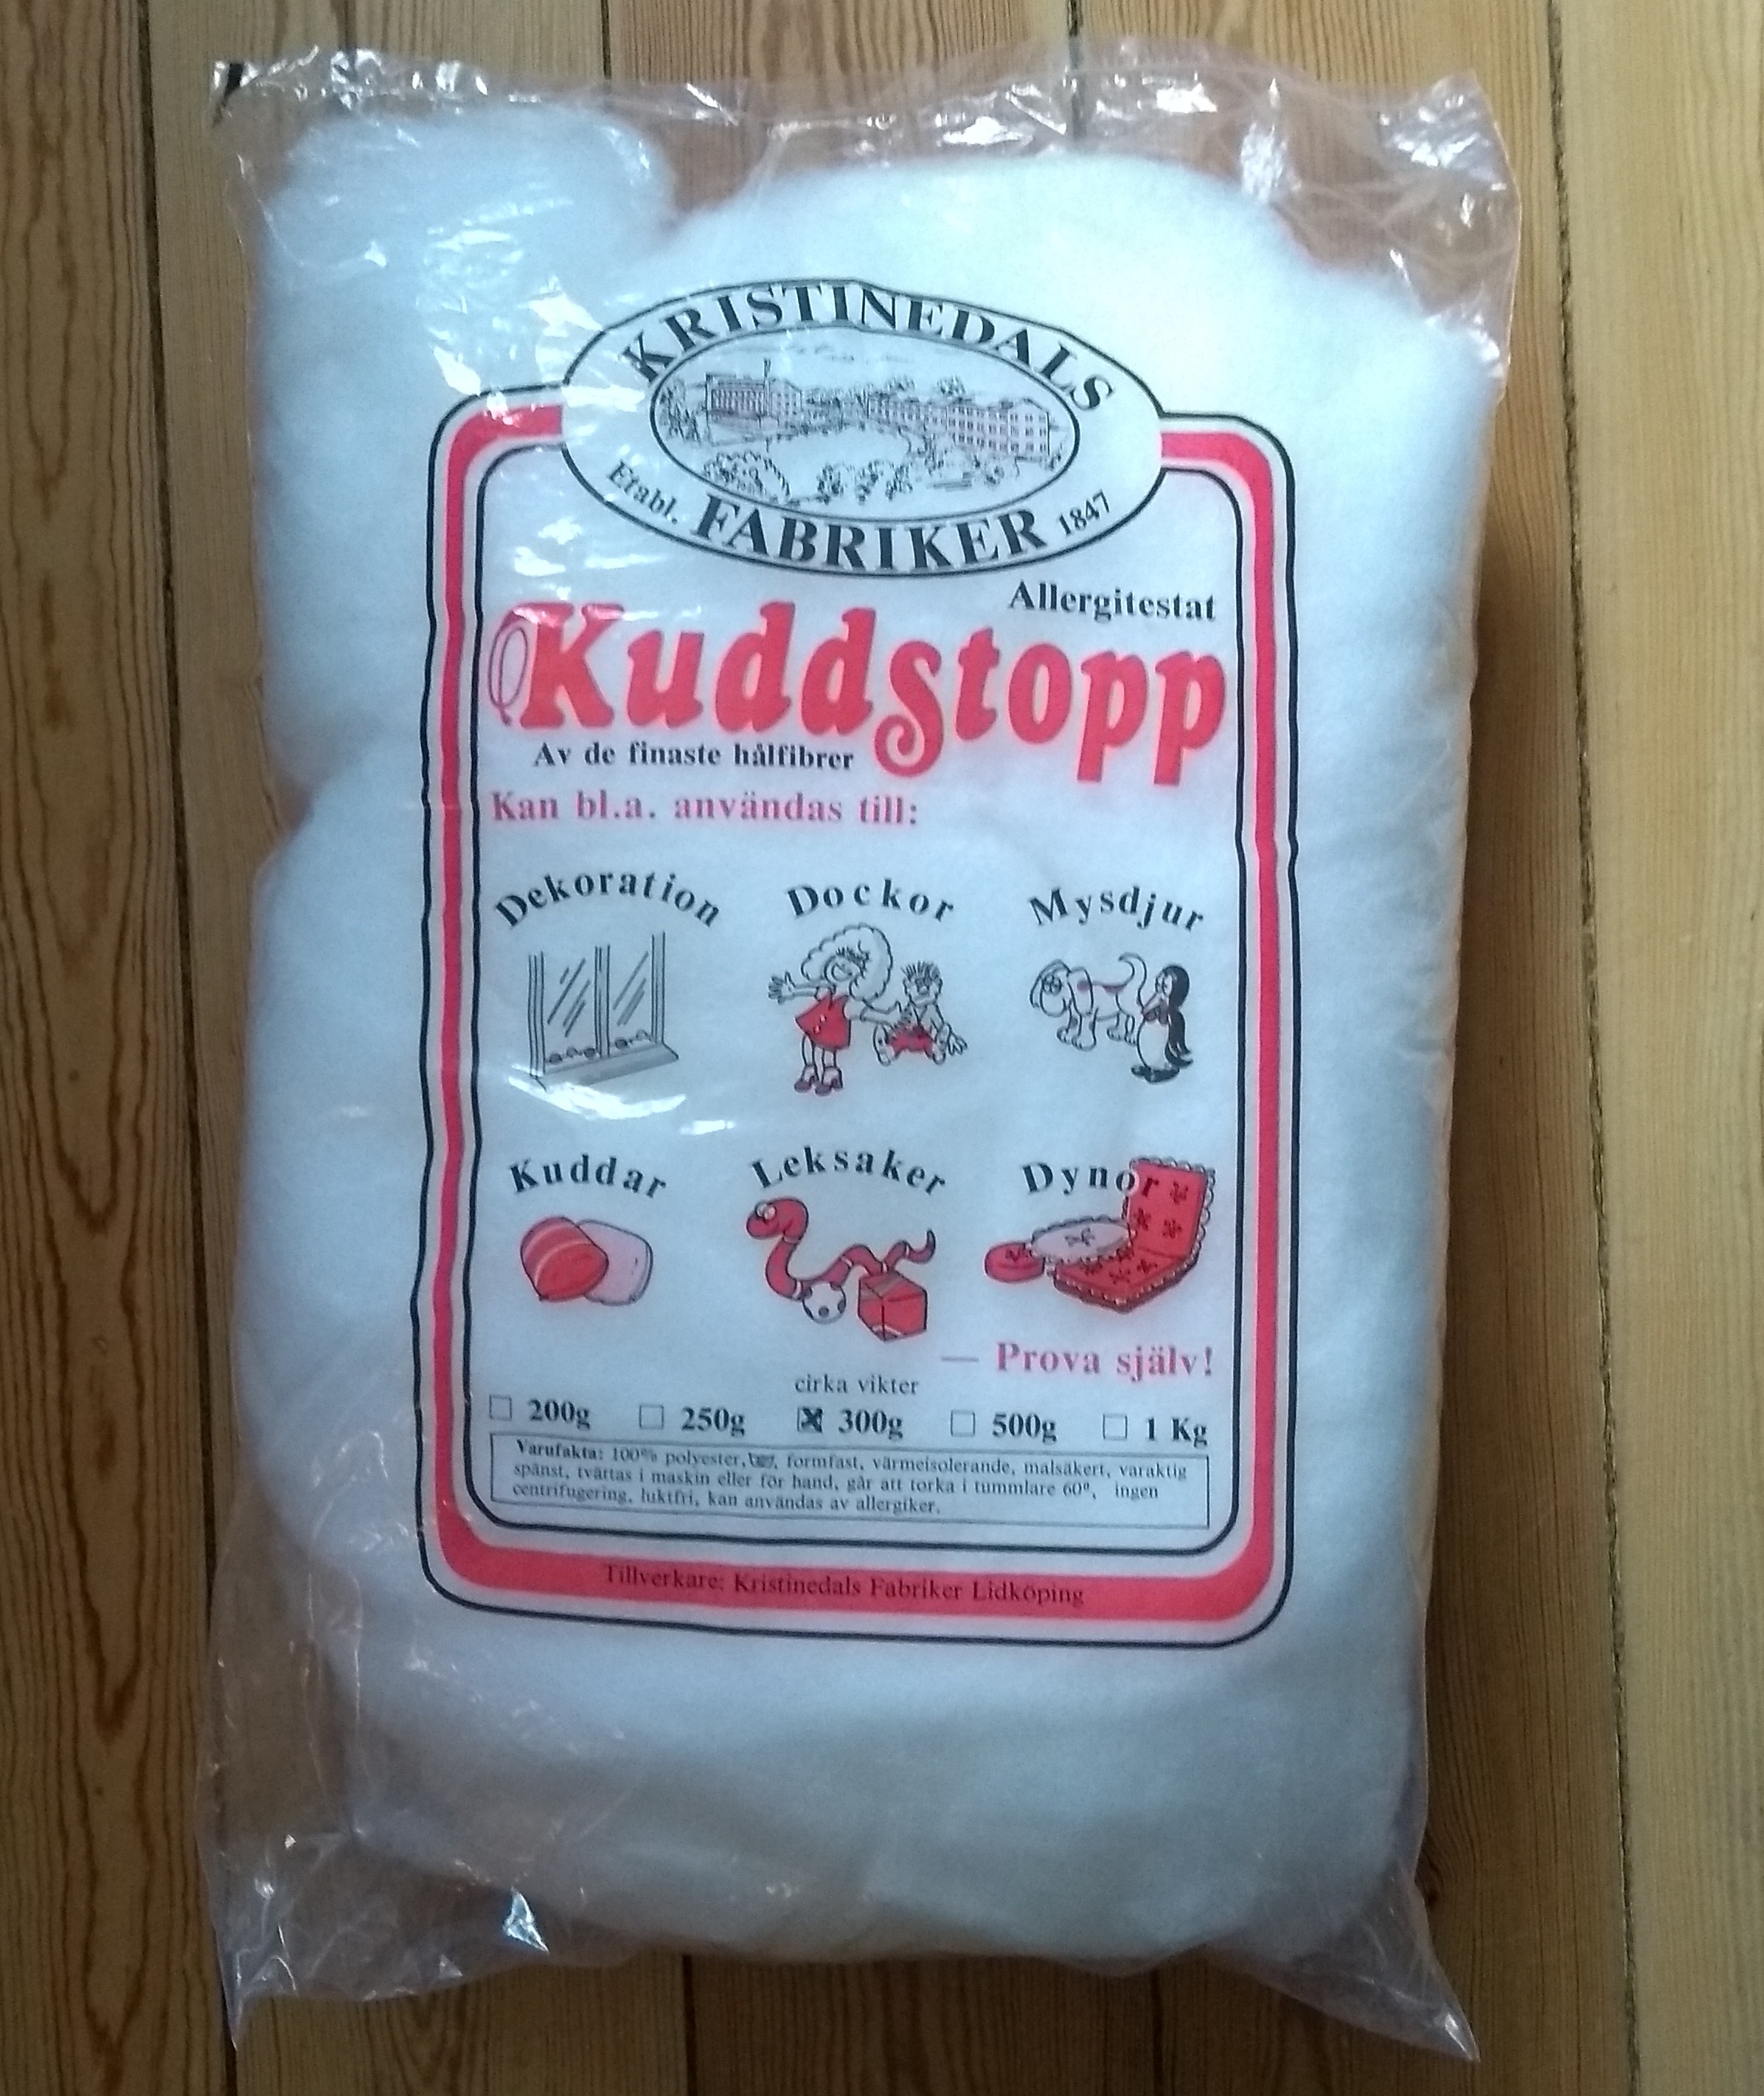 KRISTINEDALS
Etabl. FABRIKER 1847
Allergitestat
Kuddstopp
Av de finaste hålfibrer
Kan bl.a. användas till:
Dekoration Dockor Mysdjur
Kuddar Leksaker Dynor
— Prova själv!
cirka vikter
200g 250g 300g 500g 1 Kg
Varufakta: 100% polyester, formfast, värmeisolerande, malsäkert, varaktig
spänst, tvättas i maskin eller för hand, går att torka i tummlare 60°, ingen
centrifugering, luktfri, kan användas av allergiker.
Tillverkare: Kristinedals Fabriker Lidköping